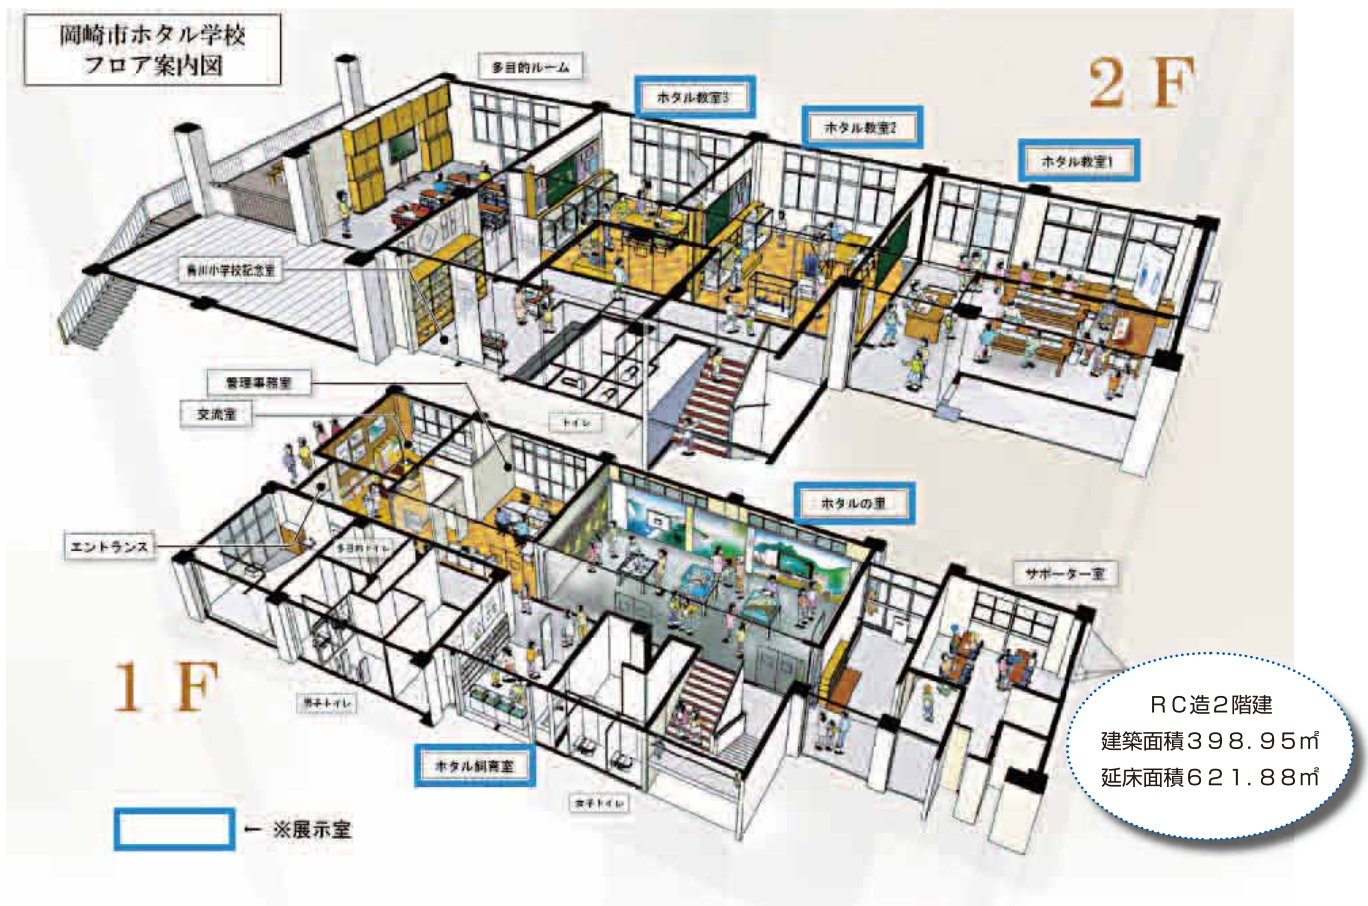 岡崎市ホタル学校
フロア案内図
2F
多目的ルーム
ホタル教室3
ホタル教室2
ホタル教室1
鳥川小学校記念室
管理事務室
交流室
トイレ
ホタルの里
エントランス
多目的トイレ
サポーター室
1F
男子トイレ
ホタル飼育室
女子トイレ
← ※展示室
RC造2階建
建築面積398.95㎡
延床面積621.88㎡